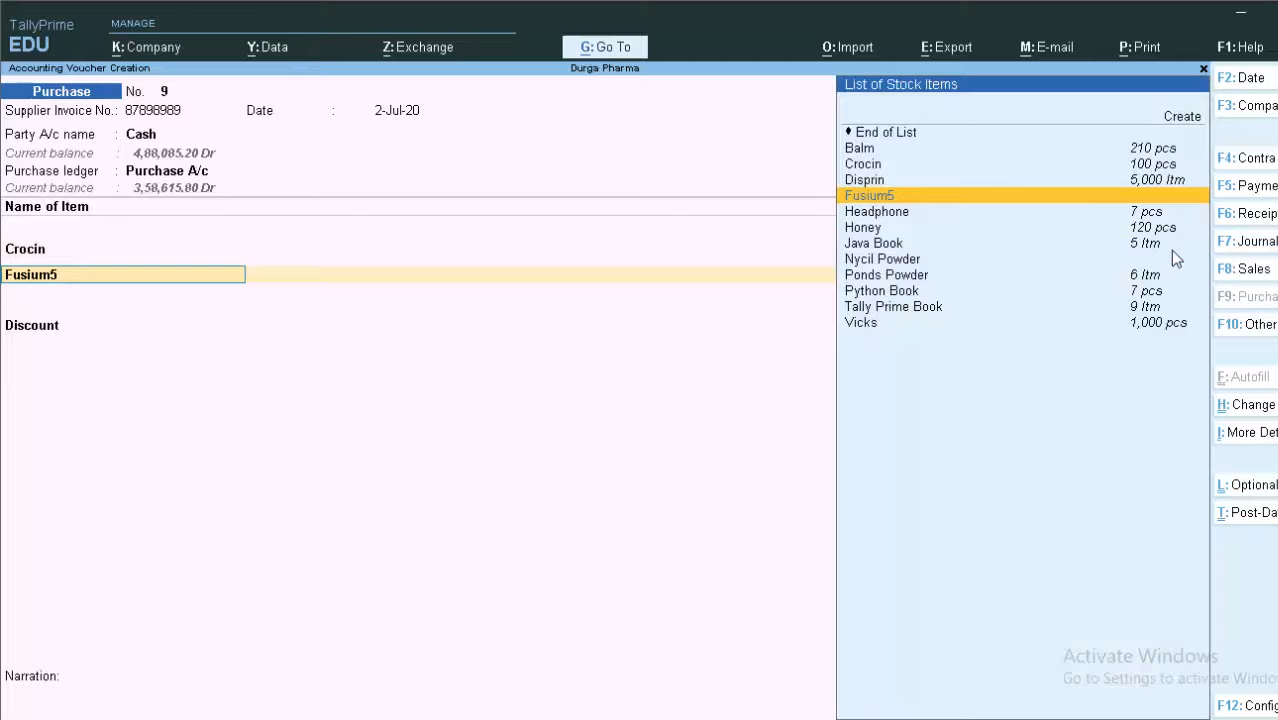 TallyPrime
EDU
MANAGE
K: Company
Y: Data
Z: Exchange
G: Go To
O: Import
E: Export
M: E-mail
P: Print
F1: Help
Accounting Voucher Creation
Durga Pharma
×
Purchase No. 9
Supplier Invoice No.: 87898989 Date : 2-Jul-20
Party A/c name : Cash
Current balance : 4,88,085.20 Dr
Purchase ledger : Purchase A/c
Current balance : 3,58,615.80 Dr
Name of Item
Crocin
Fusium5
Discount
Narration:
List of Stock Items
Create
♦ End of List
Balm 210 pcs
Crocin 100 pcs
Disprin 5,000 Itm
Fusium5
Headphone 7 pcs
Honey 120 pcs
Java Book 5 Itm
Nycil Powder
Ponds Powder 6 Itm
Python Book 7 pcs
Tally Prime Book 9 Itm
Vicks 1,000 pcs
F2: Date
F3: Compa
F4: Contra
F5: Payme
F6: Receip
F7: Journal
F8: Sales
F9: Purcha
F10: Other
E: Autofill
H: Change
I: More Det
L: Optional
T: Post-Da
F12: Config
Activate Windows
Go to Settings to activate Windo